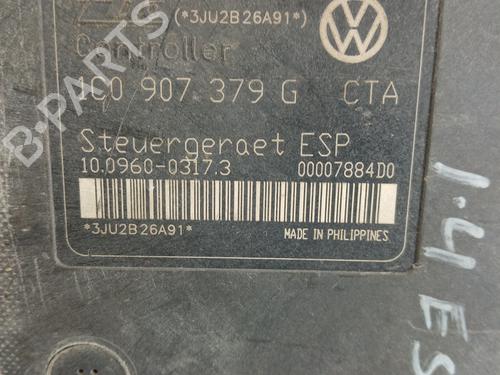 (*3JU2B26A91*)
Controller
1Q0 907 379 G CTA
Steuergeraet ESP
10.0960-0317.3 00007884D0
*3JU2B26A91*
MADE IN PHILIPPINES
1.4 ES
B-PARTS